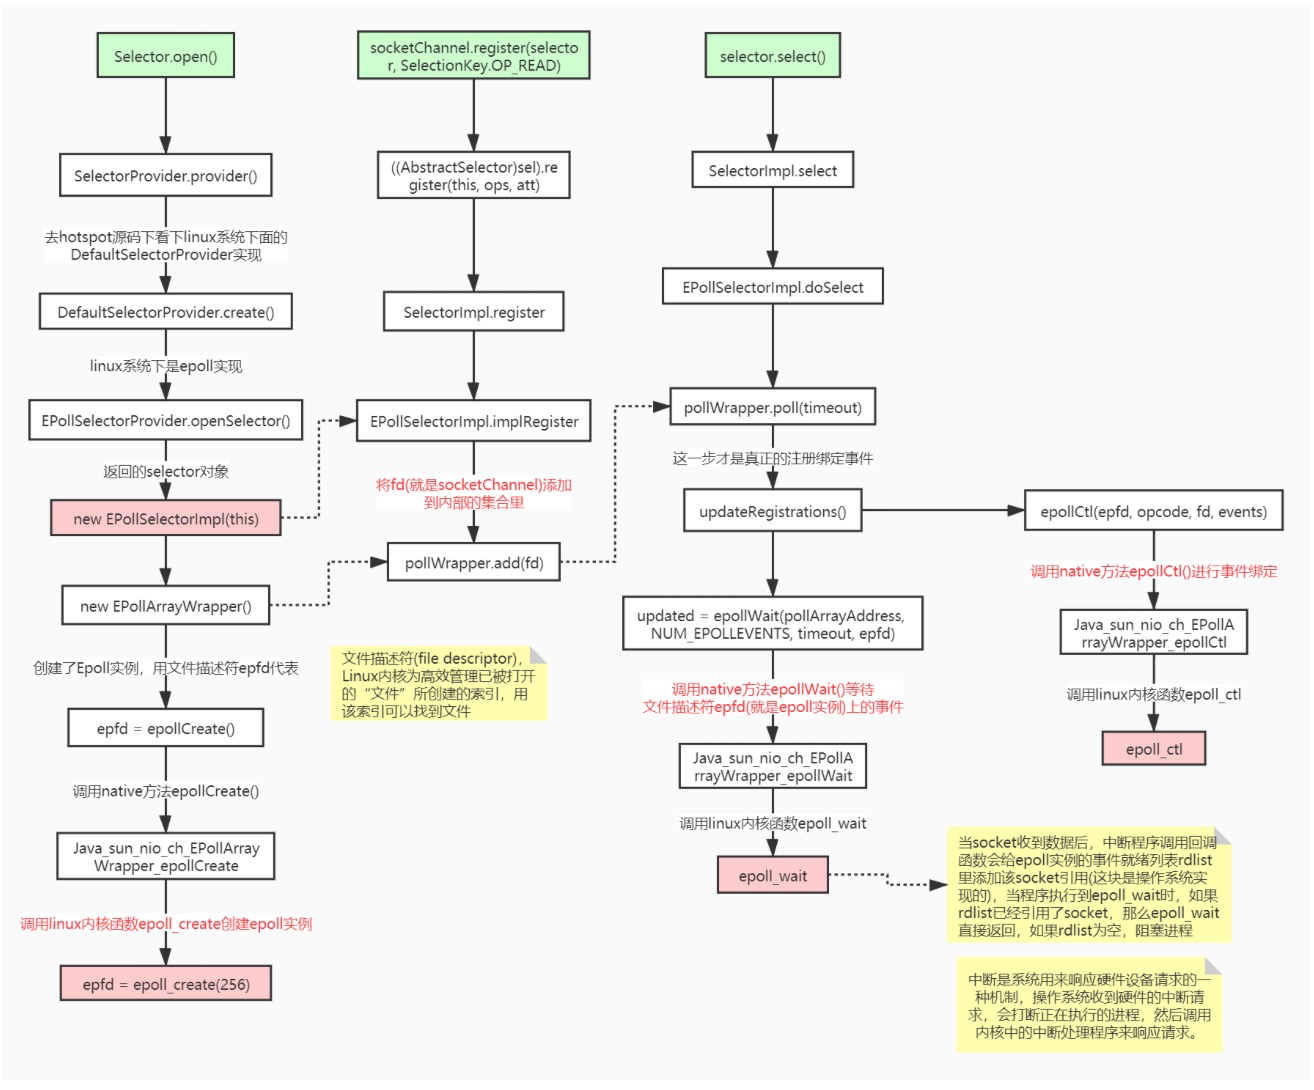 Selector.open()
SelectorProvider.provider()
去hotspot源码下看下linux系统下面的
DefaultSelectorProvider实现
DefaultSelectorProvider.create()
linux系统下是epoll实现
EPollSelectorProvider.openSelector()
返回的selector对象
new EPollSelectorImpl(this)
new EPollArrayWrapper()
创建了Epoll实例，用文件描述符epfd代表
epfd = epollCreate()
调用native方法epollCreate()
Java_sun_nio_ch_EPollArray
Wrapper_epollCreate
调用linux内核函数epoll_create创建epoll实例
epfd = epoll_create(256)
socketChannel.register(selecto
r, SelectionKey.OP_READ)
((AbstractSelector)sel).re
gister(this, ops, att)
SelectorImpl.register
EPollSelectorImpl.implRegister
将fd(就是socketChannel)添加
到内部的集合里
pollWrapper.add(fd)
文件描述符(file descriptor)，
Linux内核为高效管理已被打开
的“文件”所创建的索引，用
该索引可以找到文件
selector.select()
SelectorImpl.select
EPollSelectorImpl.doSelect
pollWrapper.poll(timeout)
这一步才是真正的注册绑定事件
updateRegistrations()
updated = epollWait(pollArrayAddress,
NUM_EPOLLEVENTS, timeout, epfd)
调用native方法epollWait()等待
文件描述符epfd(就是epoll实例)上的事件
Java_sun_nio_ch_EPollA
rrayWrapper_epollWait
调用linux内核函数epoll_wait
epoll_wait
epollCtl(epfd, opcode, fd, events)
调用native方法epollCtl()进行事件绑定
Java_sun_nio_ch_EPollA
rrayWrapper_epollCtl
调用linux内核函数epoll_ctl
epoll_ctl
当socket收到数据后，中断程序调用回调
函数会给epoll实例的事件就绪列表rdlist
里添加该socket引用(这块是操作系统实
现的)，当程序执行到epoll_wait时，如果
rdlist已经引用了socket，那么epoll_wait
直接返回，如果rdlist为空，阻塞进程
中断是系统用来响应硬件设备请求的一
种机制，操作系统收到硬件的中断请
求，会打断正在执行的进程，然后调用
内核中的中断处理程序来响应请求。